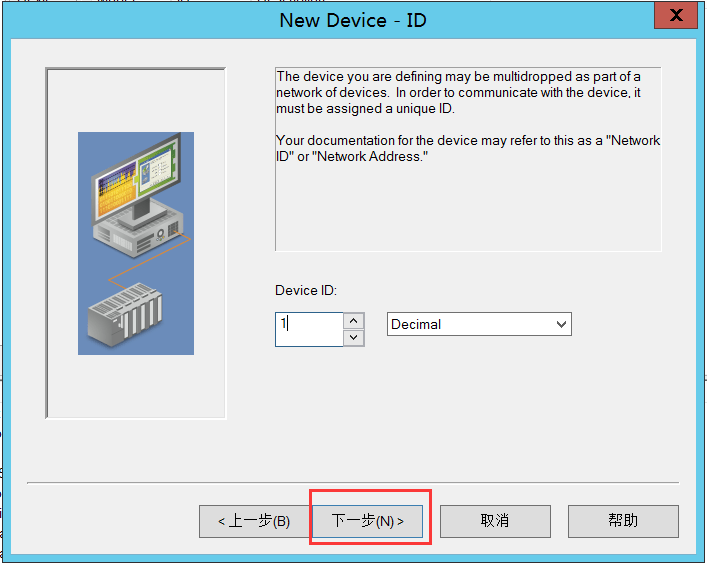 New Device - ID
X
The device you are defining may be multidropped as part of a
network of devices. In order to communicate with the device, it
must be assigned a unique ID.
Your documentation for the device may refer to this as a "Network
ID" or "Network Address."
Device ID:
1
Decimal
< 上一步(B)
下一步(N) >
取消
帮助